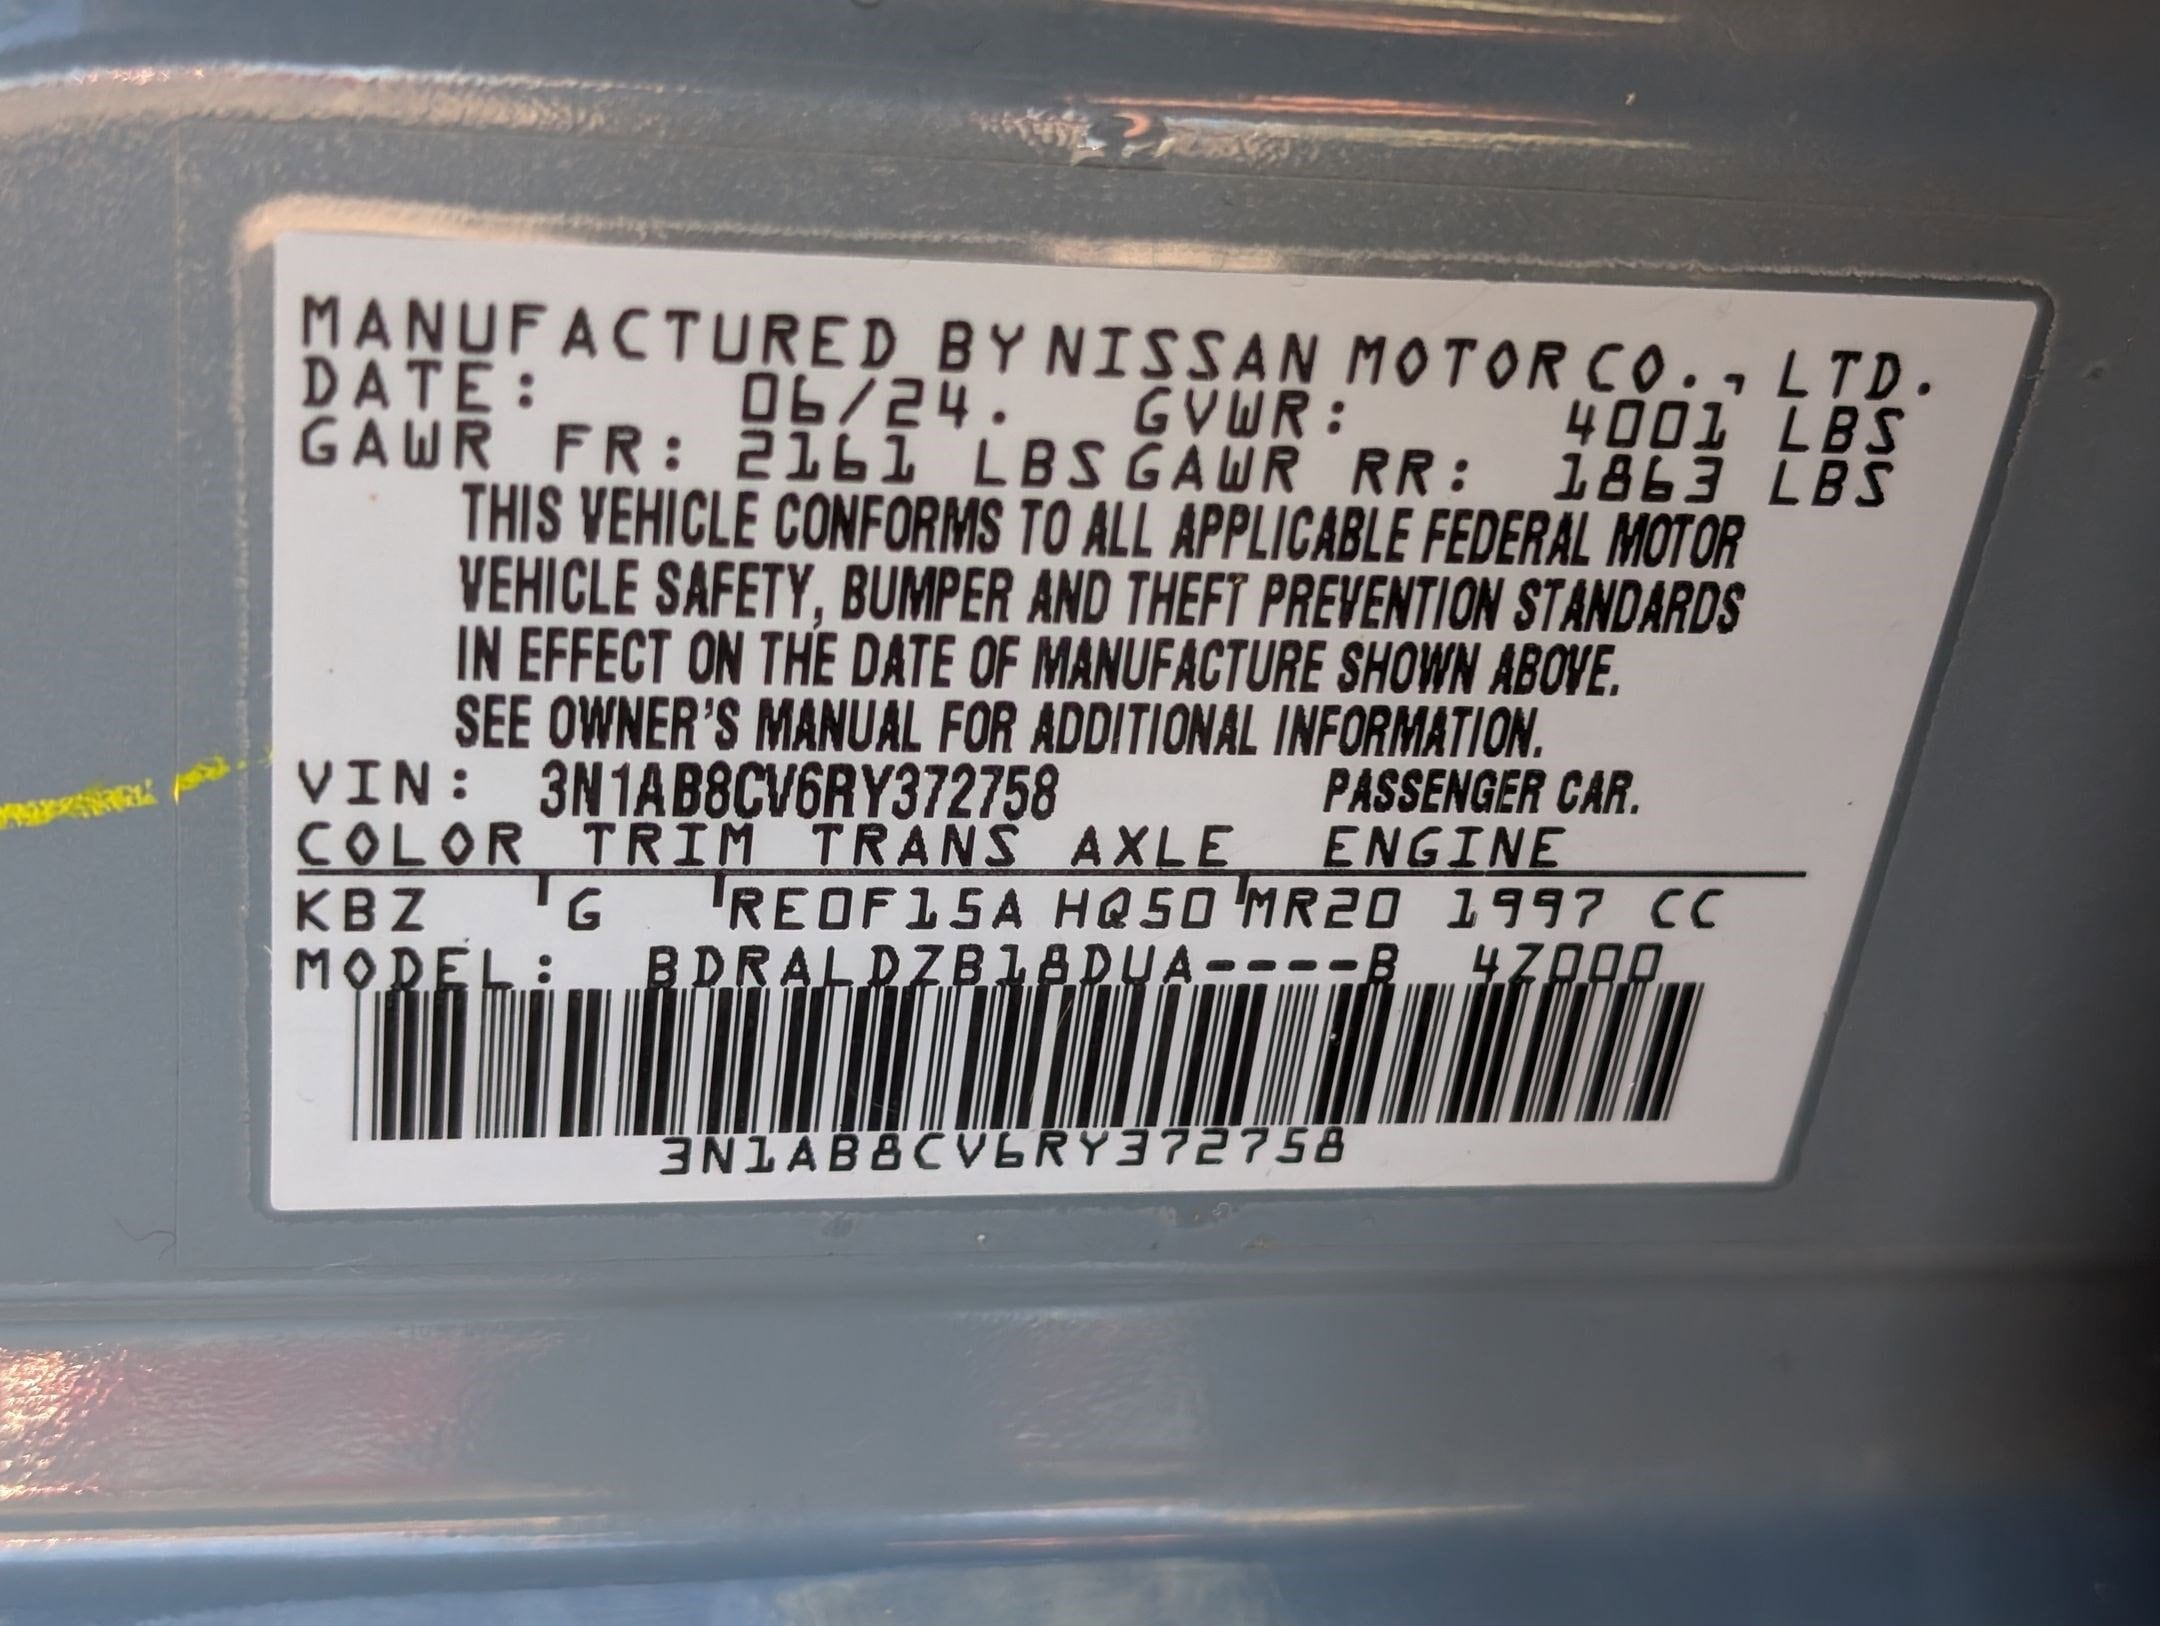 MANUFACTURED BY NISSAN MOTOR CO., LTD.
DATE: 06/24. GVWR: 4001 LBS
GAWR FR: 2161 LBS GAWR RR: 1863 LBS
THIS VEHICLE CONFORMS TO ALL APPLICABLE FEDERAL MOTOR
VEHICLE SAFETY, BUMPER AND THEFT PREVENTION STANDARDS
IN EFFECT ON THE DATE OF MANUFACTURE SHOWN ABOVE.
SEE OWNER'S MANUAL FOR ADDITIONAL INFORMATION.
VIN: 3N1AB8CV6RY372758 PASSENGER CAR.
COLOR TRIM TRANS AXLE ENGINE
KBZ G RE0F15A HQ50 MR20 1997 CC
MODEL: BDRALDZB18DUA----B 4Z000
3N1AB8CV6RY372758